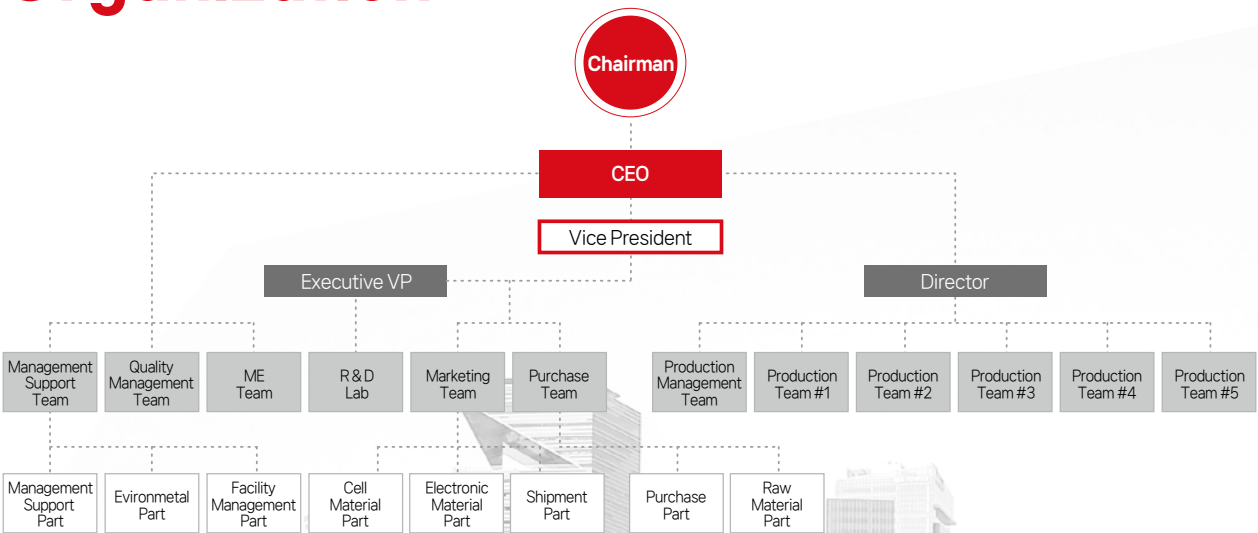 Organization
Chairman
CEO
Vice President
Executive VP
Director
Management
Support
Team
Quality
Management
Team
ME
Team
R&D
Lab
Marketing
Team
Purchase
Team
Production
Management
Team
Production
Team #1
Production
Team #2
Production
Team #3
Production
Team #4
Production
Team #5
Management
Support
Part
Evironmetal
Part
Facility
Management
Part
Cell
Material
Part
Electronic
Material
Part
Shipment
Part
Purchase
Part
Raw
Material
Part